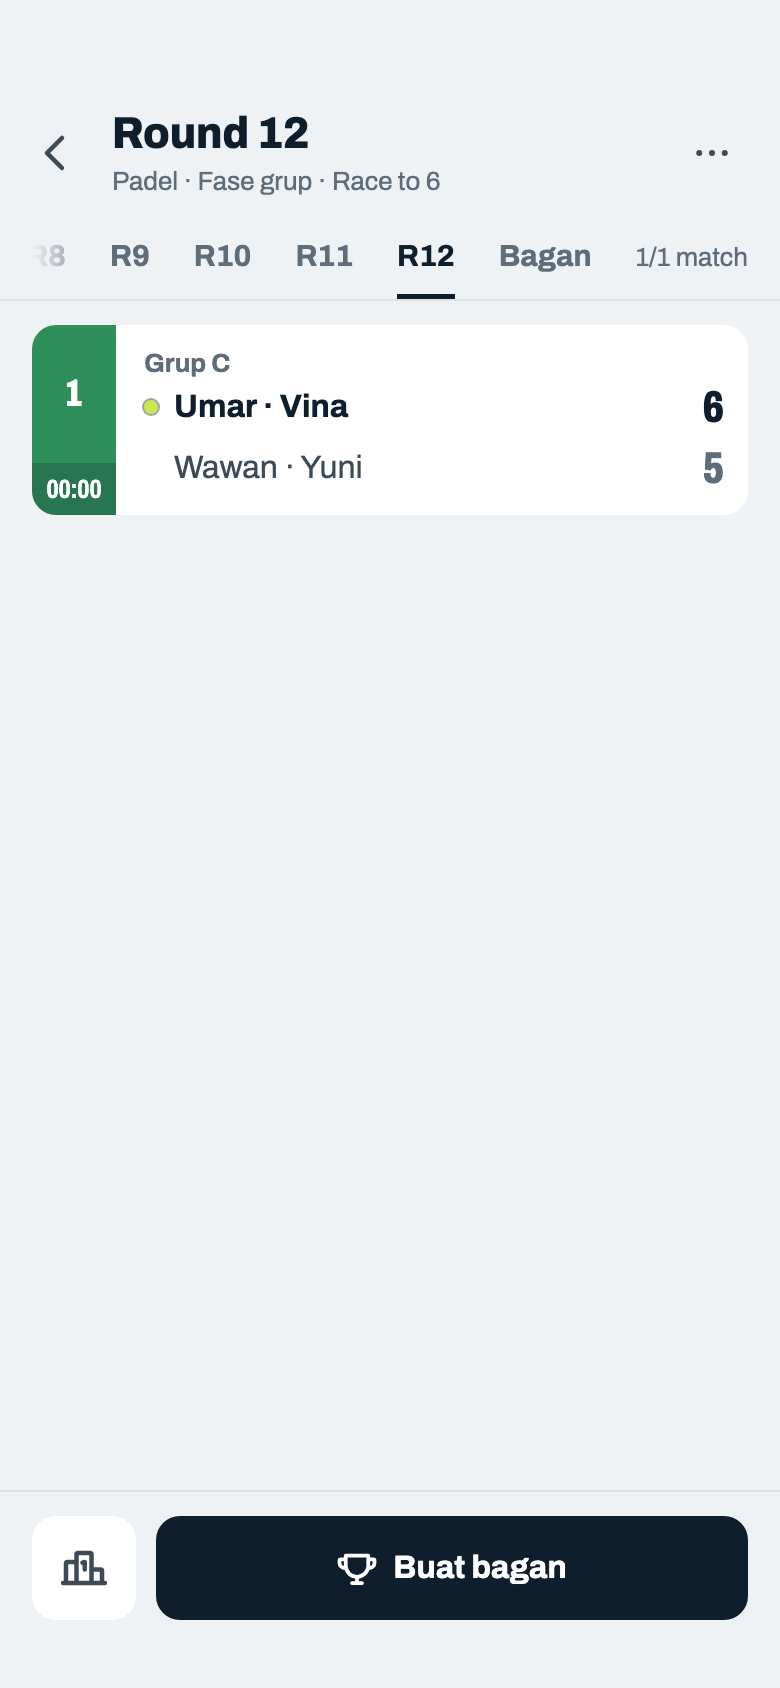 Round 12
Padel · Fase grup · Race to 6
R8 R9 R10 R11 R12 Bagan 1/1 match
1
00:00
Grup C
Umar · Vina 6
Wawan · Yuni 5
Buat bagan